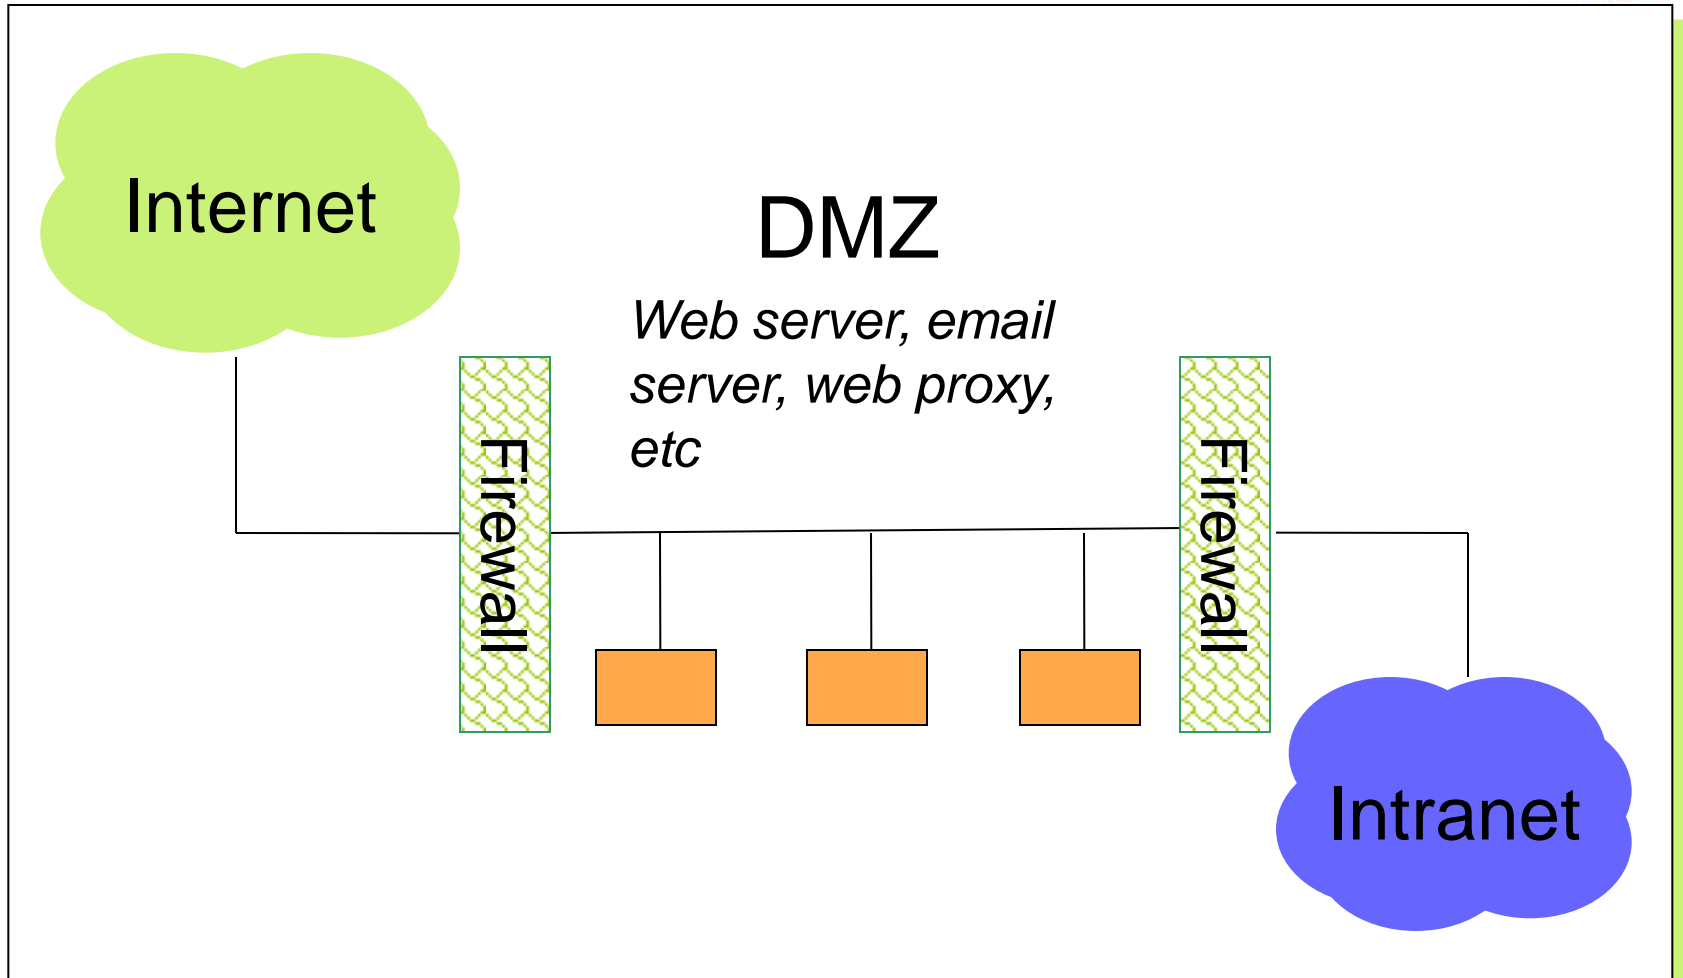 Internet
DMZ
Web server, email
server, web proxy,
etc
Firewall
Firewall
Intranet